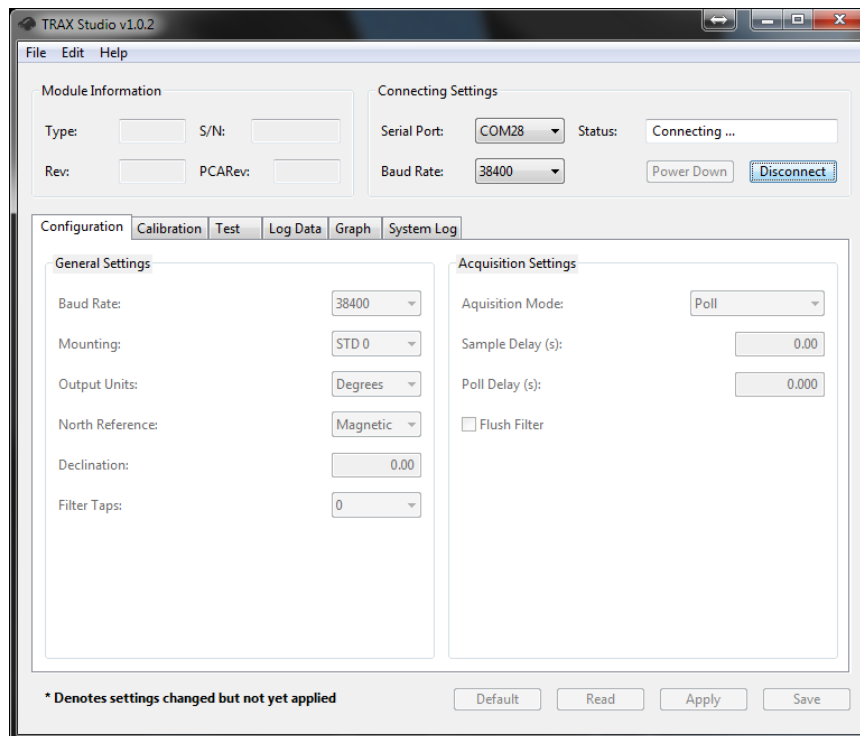 TRAX Studio v1.0.2
File Edit Help
Module Information
Connecting Settings
Type: S/N:
Serial Port: COM28 Status: Connecting ...
Rev: PCARev:
Baud Rate: 38400 Power Down Disconnect
Configuration Calibration Test Log Data Graph System Log
General Settings
Acquisition Settings
Baud Rate: 38400
Aquisition Mode: Poll
Mounting: STD 0
Sample Delay (s): 0.00
Output Units: Degrees
Poll Delay (s): 0.000
North Reference: Magnetic
Flush Filter
Declination: 0.00
Filter Taps: 0
* Denotes settings changed but not yet applied
Default Read Apply Save